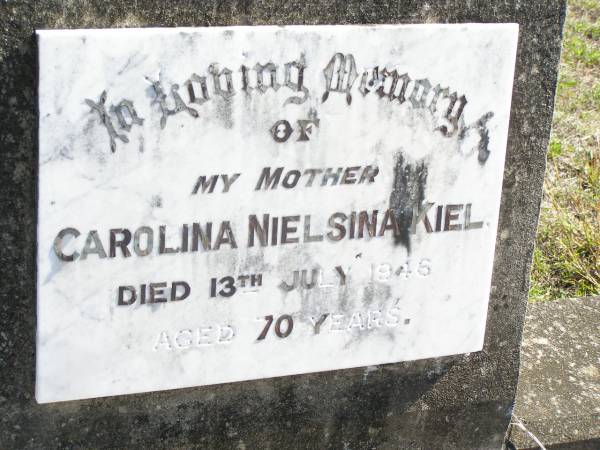 In Loving Memory
OF
MY MOTHER
CAROLINA NIELSINA KIEL
DIED 13TH JULY 1946
AGED 70 YEARS.